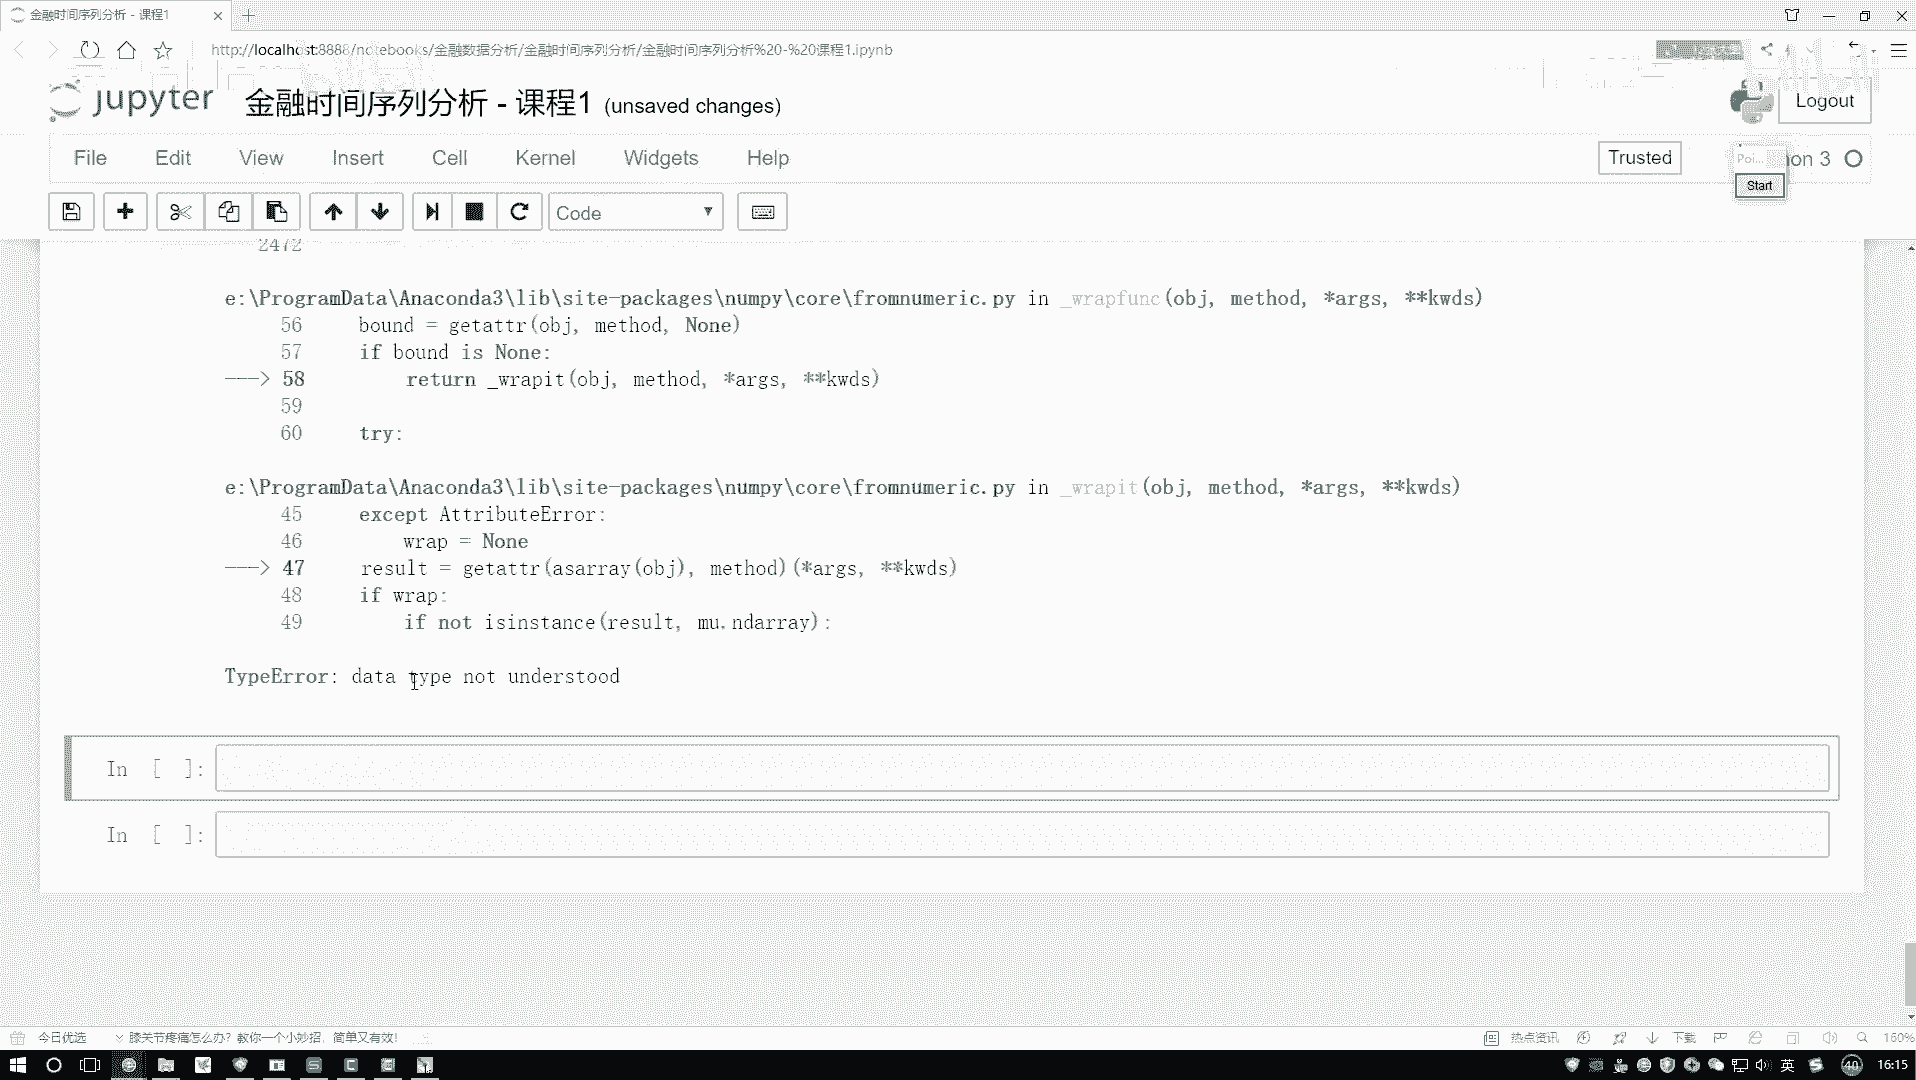 金融时间序列分析 - 课程1
http://localhost:8888/notebooks/金融数据分析/金融时间序列分析/金融时间序列分析%20-%20课程1.ipynb
jupyter 金融时间序列分析 - 课程1 (unsaved changes)
Logout
File Edit View Insert Cell Kernel Widgets Help
Trusted
Poi... on 3
Start
Code
2472
e:\ProgramData\Anaconda3\lib\site-packages\numpy\core\fromnumeric.py in _wrapfunc(obj, method, *args, **kwds)
56 bound = getattr(obj, method, None)
57 if bound is None:
---> 58 return _wrapit(obj, method, *args, **kwds)
59
60 try:
e:\ProgramData\Anaconda3\lib\site-packages\numpy\core\fromnumeric.py in _wrapit(obj, method, *args, **kwds)
45 except AttributeError:
46 wrap = None
---> 47 result = getattr(asarray(obj), method)(*args, **kwds)
48 if wrap:
49 if not isinstance(result, mu.ndarray):
TypeError: data type not understood
In [ ]:
In [ ]:
今日优选 膝关节疼痛怎么办？教你一个小妙招，简单又有效！
热点资讯 下载 160%
英 40 16:15